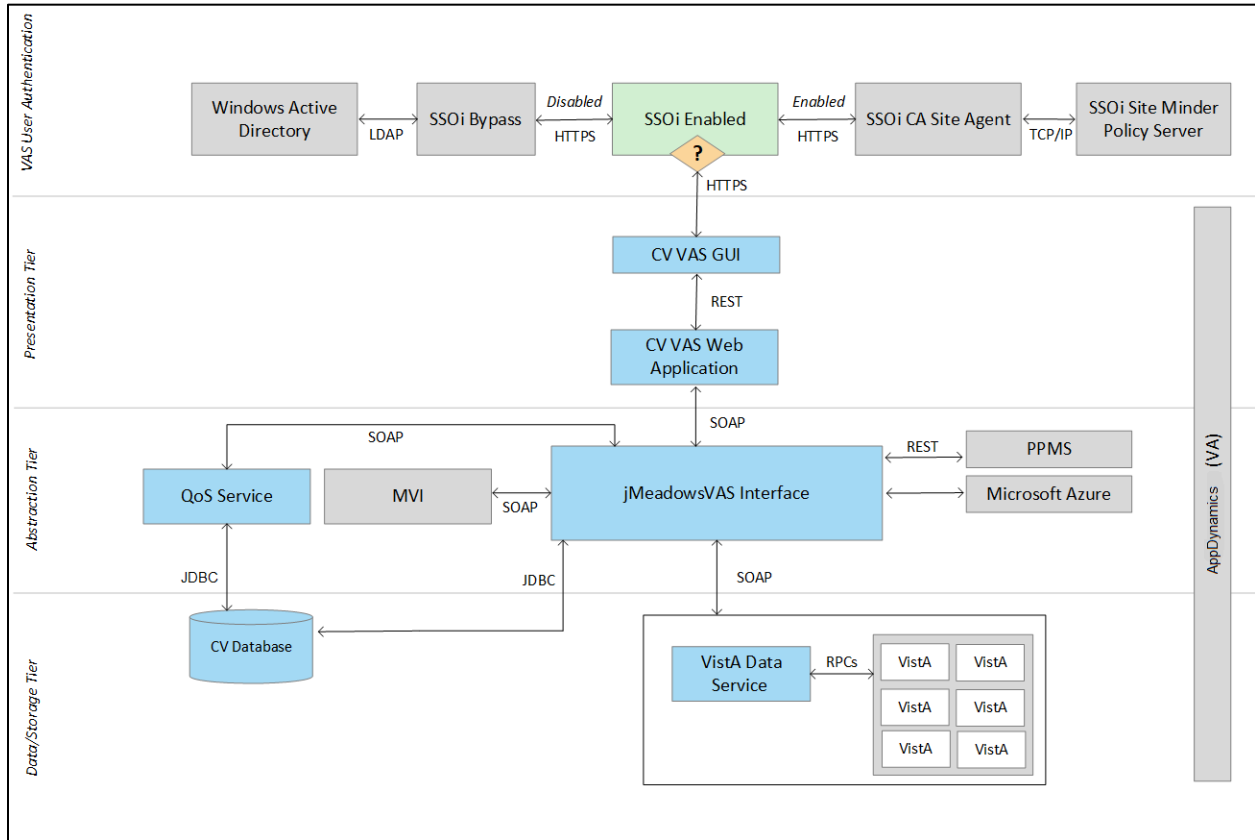 VAS User Authentication
Windows Active
Directory
LDAP
SSOi Bypass
Disabled
HTTPS
SSOi Enabled
?
Enabled
HTTPS
SSOi CA Site Agent
TCP/IP
SSOi Site Minder
Policy Server
HTTPS
Presentation Tier
CV VAS GUI
REST
CV VAS Web
Application
SOAP
Abstraction Tier
SOAP
QoS Service
MVI
SOAP
jMeadowsVAS Interface
REST
PPMS
Microsoft Azure
JDBC
JDBC
SOAP
Data/Storage Tier
CV Database
VistA Data
Service
RPCs
VistA
VistA
VistA
VistA
VistA
VistA
AppDynamics (VA)